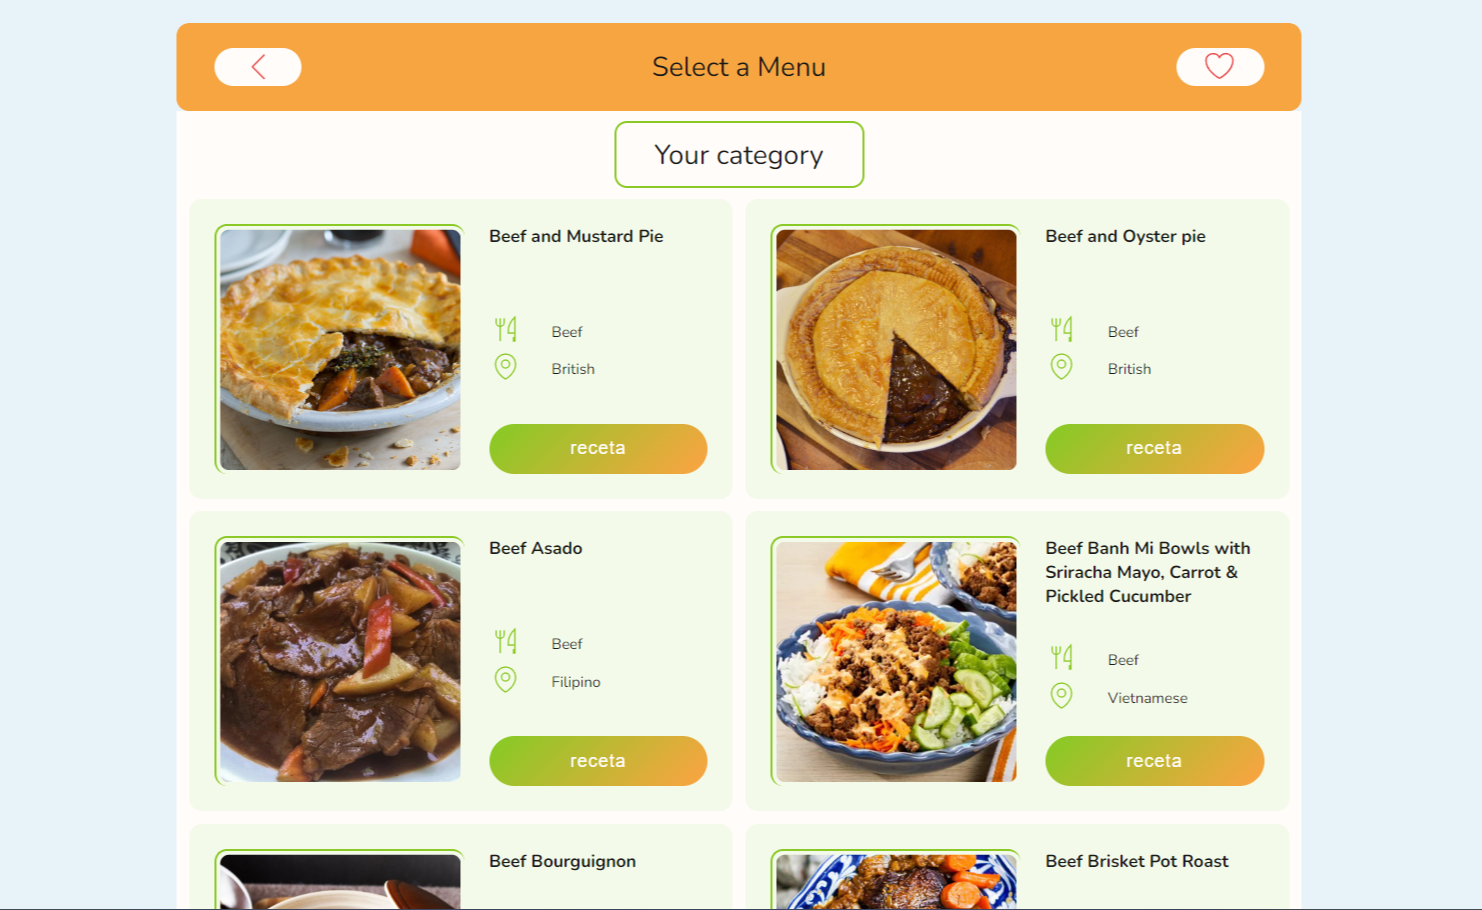 Select a Menu
Your category
Beef and Mustard Pie
Beef
British
receta
Beef and Oyster pie
Beef
British
receta
Beef Asado
Beef
Filipino
receta
Beef Banh Mi Bowls with
Sriracha Mayo, Carrot &
Pickled Cucumber
Beef
Vietnamese
receta
Beef Bourguignon
Beef Brisket Pot Roast